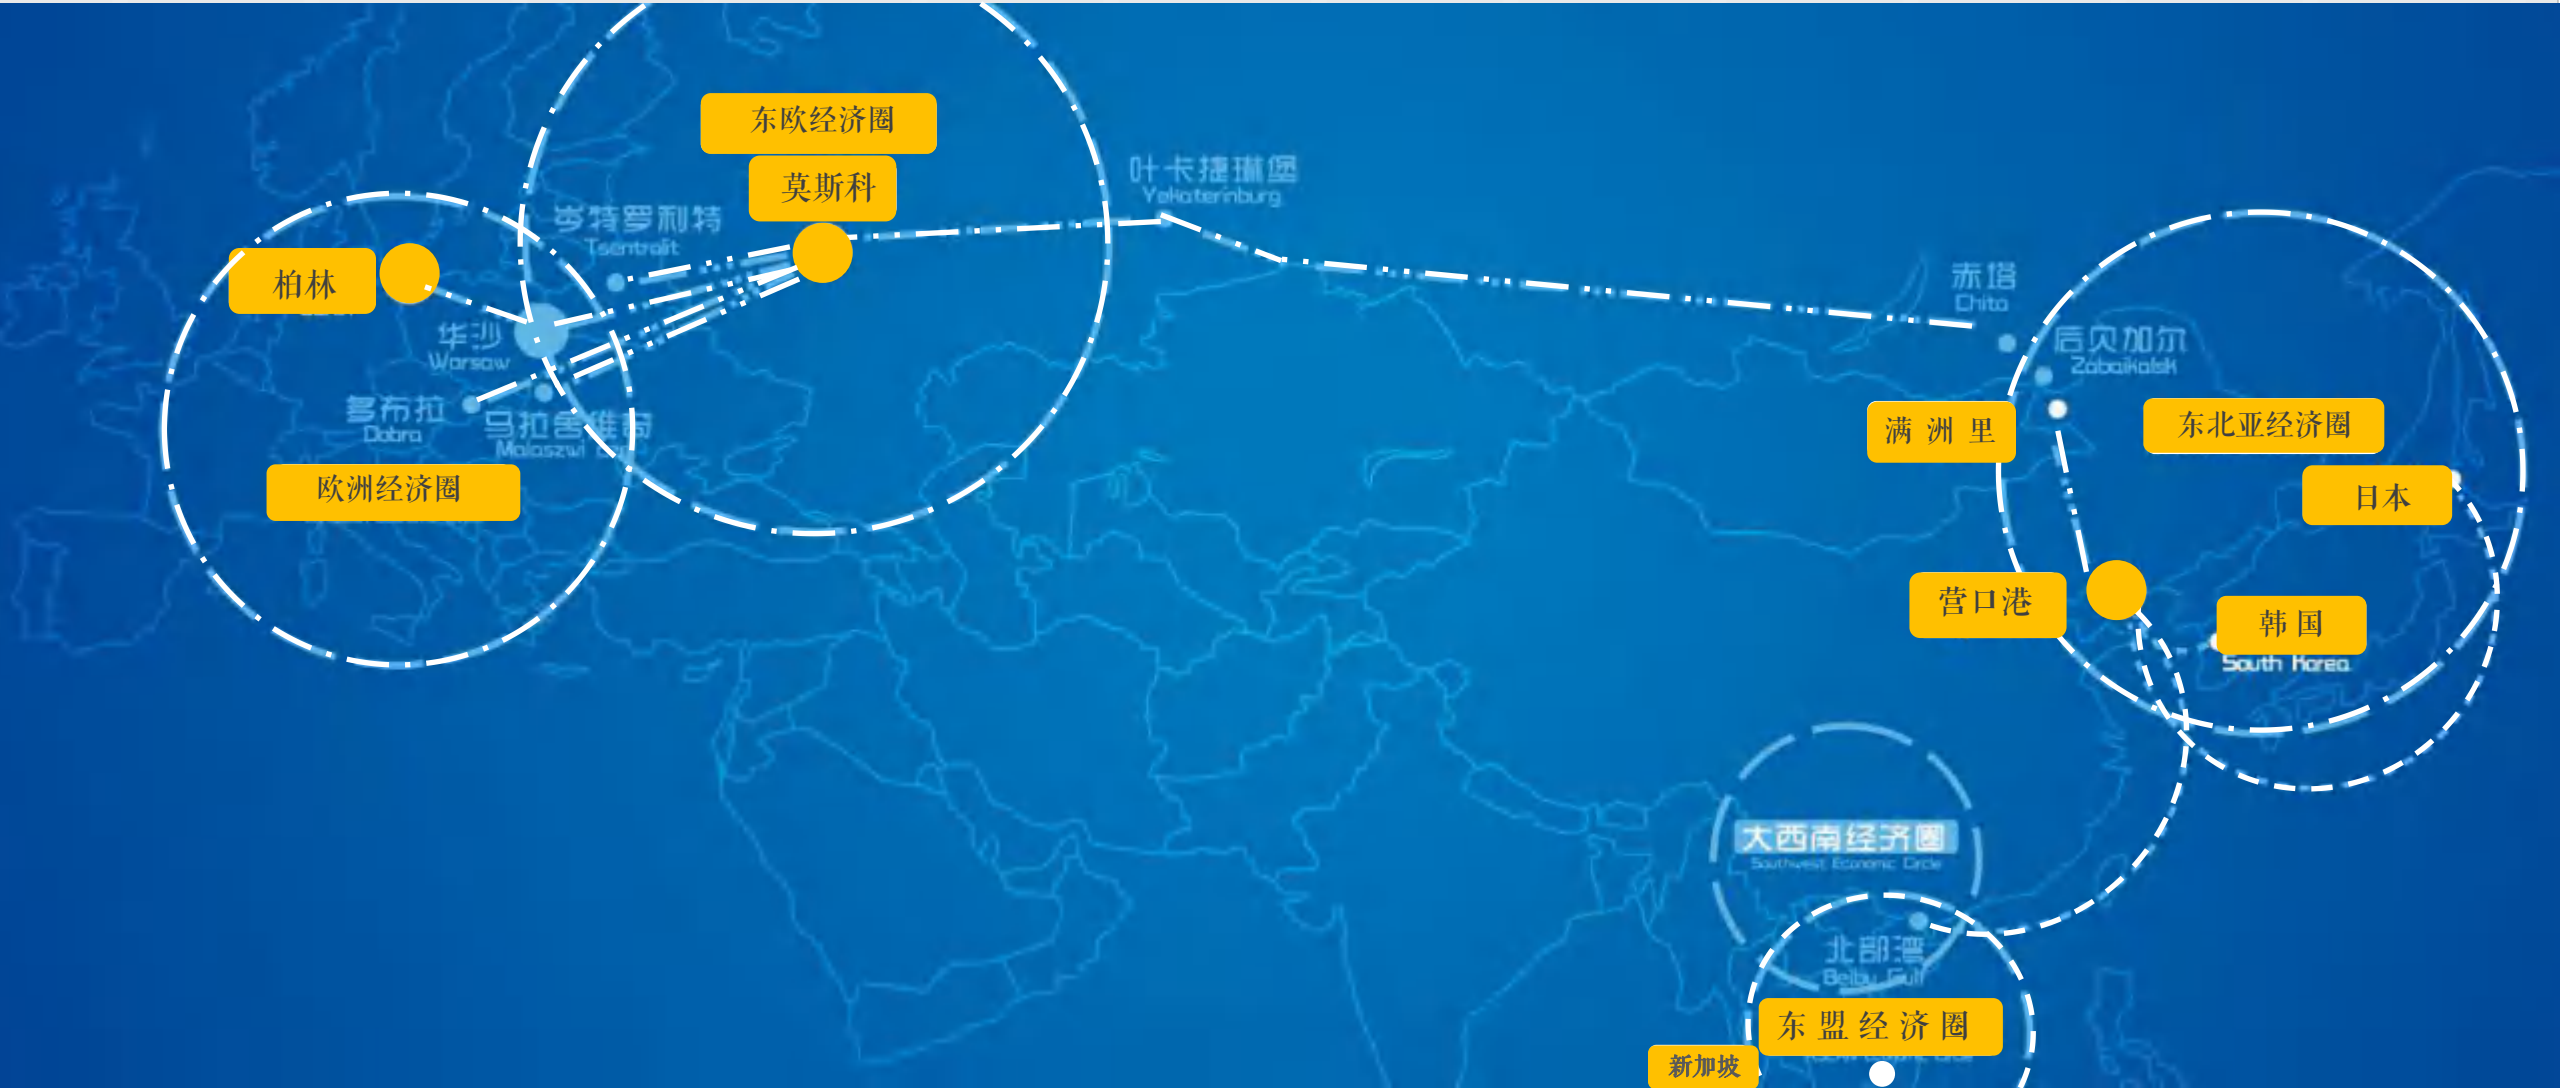 东欧经济圈
莫斯科
叶卡捷琳堡
Yekaterinburg
岑特罗利特
Tsentrolit
柏林
华沙
Warsaw
多布拉
Dobra
马拉舍维奇
欧洲经济圈
赤塔
Chita
后贝加尔
Zabaikalsk
满洲里
东北亚经济圈
日本
营口港
韩国
South Korea
大西南经济圈
Southwest Economic Circle
北部湾
Beibu Gulf
东盟经济圈
新加坡